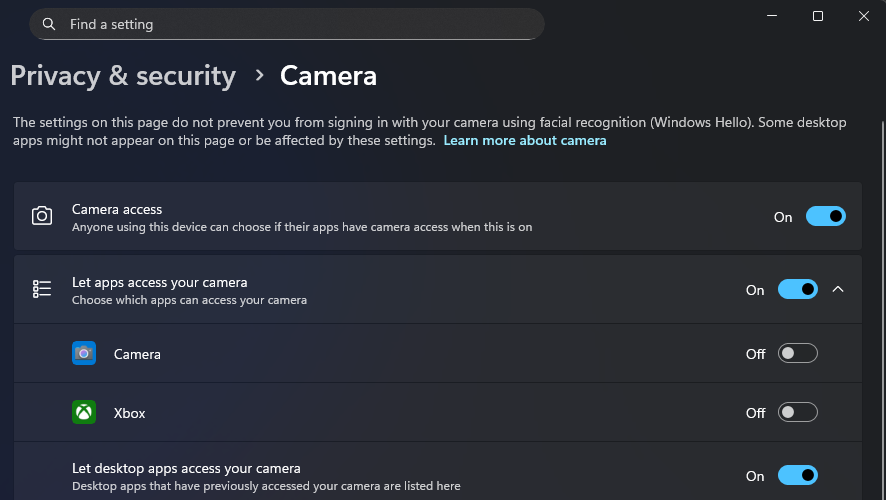 Find a setting
Privacy & security > Camera
The settings on this page do not prevent you from signing in with your camera using facial recognition (Windows Hello). Some desktop
apps might not appear on this page or be affected by these settings. Learn more about camera
Camera access
Anyone using this device can choose if their apps have camera access when this is on
On
Let apps access your camera
Choose which apps can access your camera
On
Camera
Off
Xbox
Off
Let desktop apps access your camera
Desktop apps that have previously accessed your camera are listed here
On